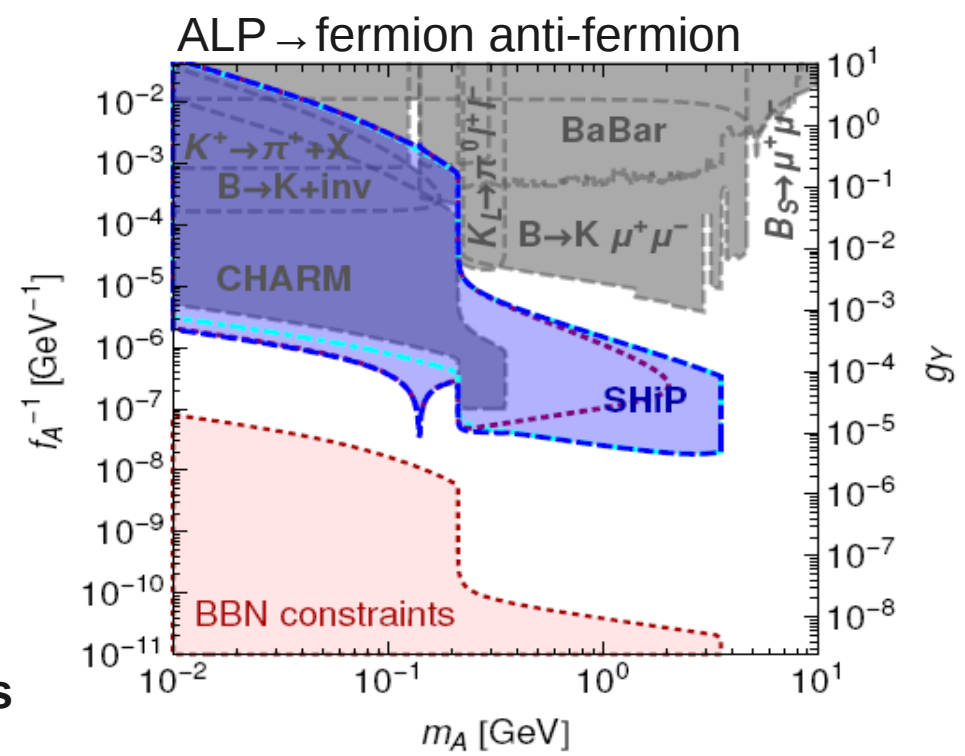 ALP → fermion anti-fermion
10⁻²
10⁻³
10⁻⁴
10⁻⁵
10⁻⁶
10⁻⁷
10⁻⁸
10⁻⁹
10⁻¹⁰
10⁻¹¹
f_A⁻¹ [GeV⁻¹]
K⁺→π⁺+X
B→K+inv
CHARM
K_L→π⁰l⁺l⁻
BaBar
B→K μ⁺μ⁻
B_S→μ⁺μ⁻
SHiP
BBN constraints
10¹
10⁰
10⁻¹
10⁻²
10⁻³
10⁻⁴
10⁻⁵
10⁻⁶
10⁻⁷
10⁻⁸
g_Y
10⁻²
10⁻¹
10⁰
10¹
m_A [GeV]
s